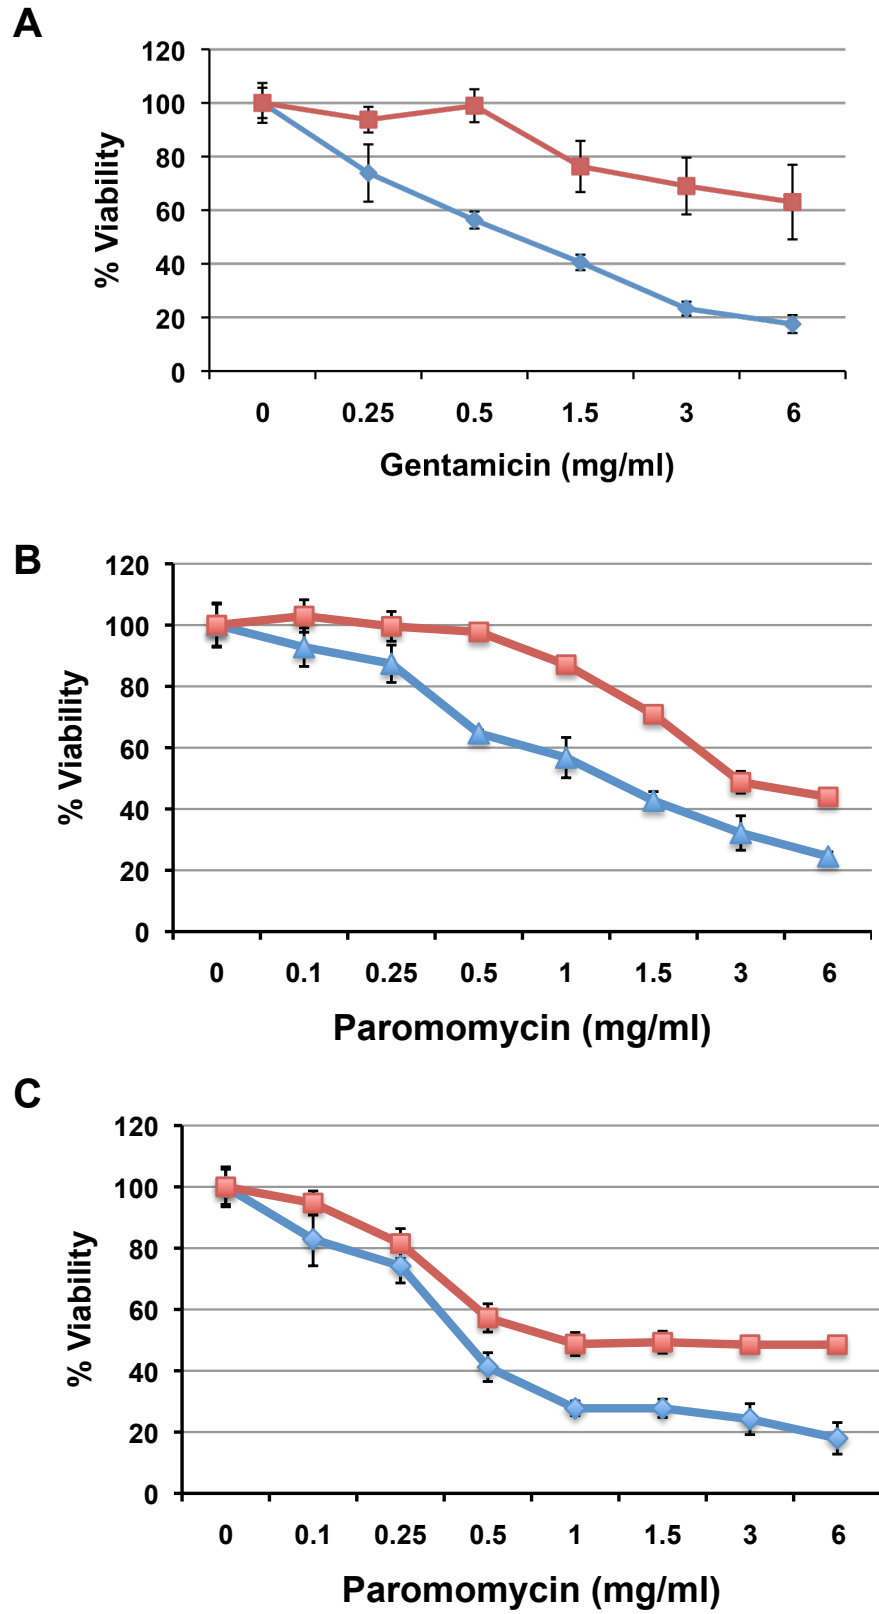 A
120
100
80
60
40
20
0
% Viability
0 0.25 0.5 1.5 3 6
Gentamicin (mg/ml)
B
120
100
80
60
40
20
0
% Viability
0 0.1 0.25 0.5 1 1.5 3 6
Paromomycin (mg/ml)
C
120
100
80
60
40
20
0
% Viability
0 0.1 0.25 0.5 1 1.5 3 6
Paromomycin (mg/ml)